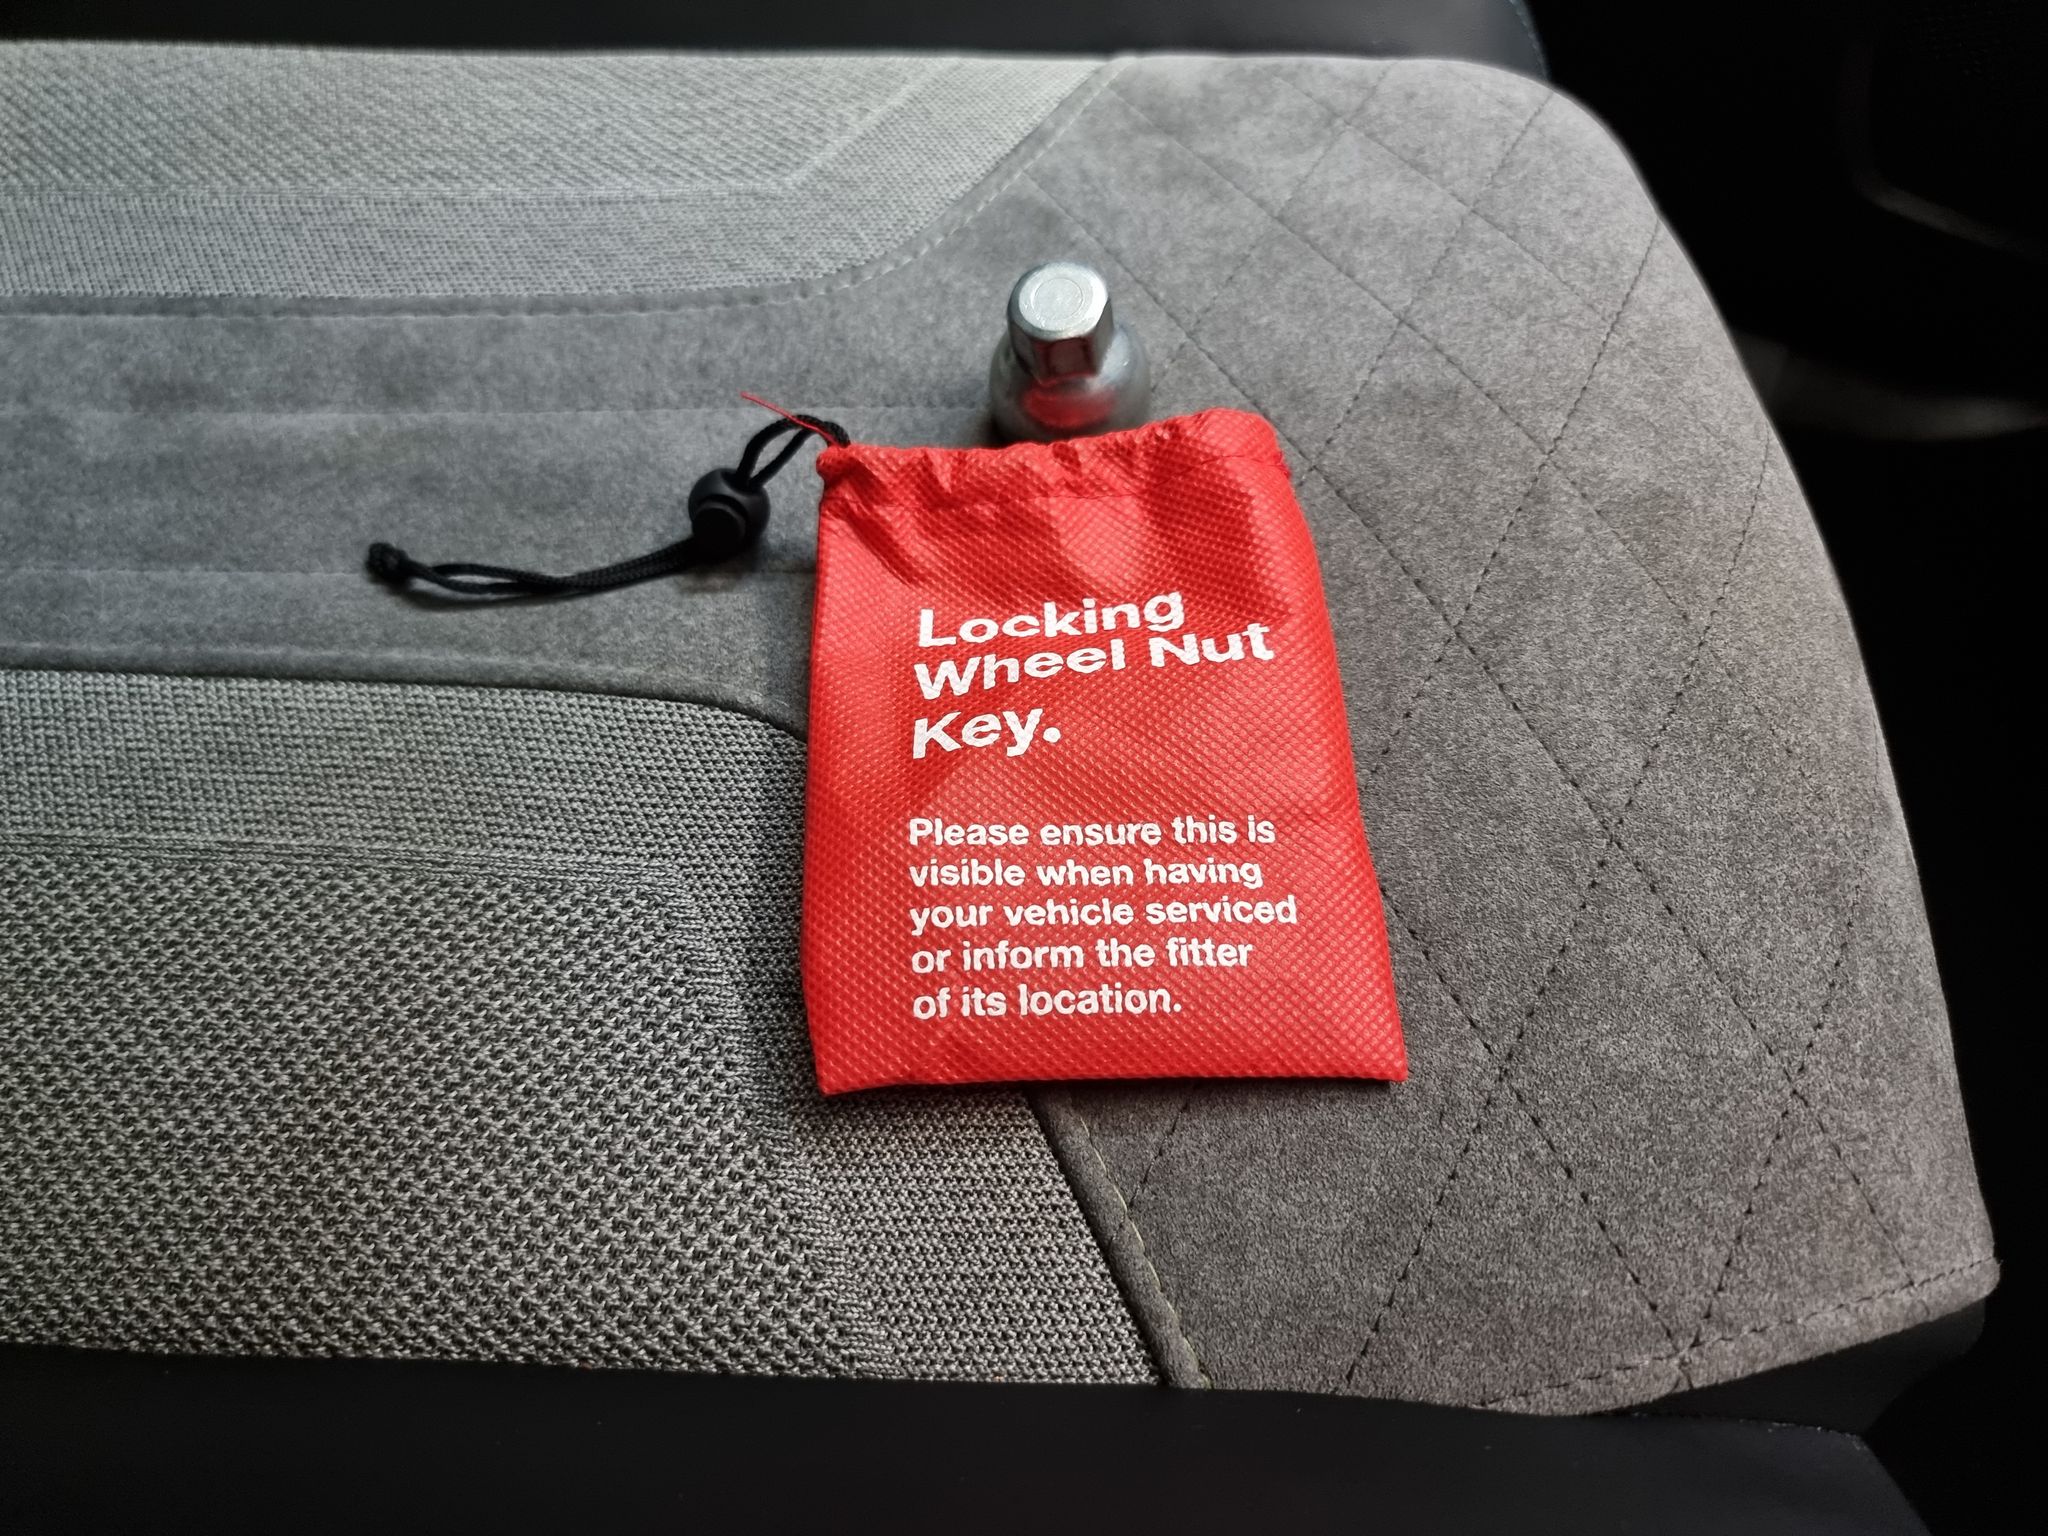 Locking
Wheel Nut
Key.
Please ensure this is
visible when having
your vehicle serviced
or inform the fitter
of its location.